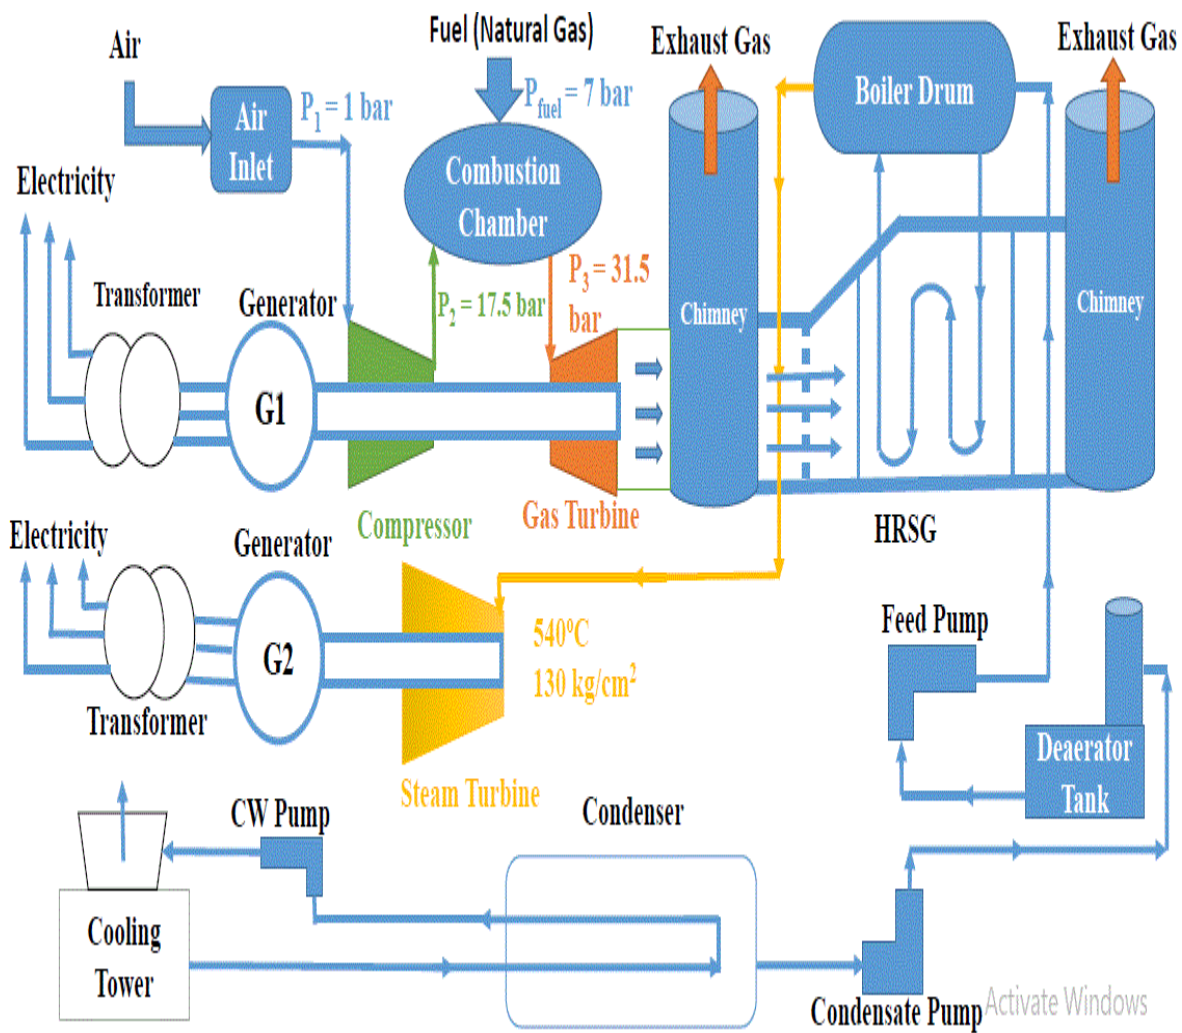 Fuel (Natural Gas)
Air
Exhaust Gas
Exhaust Gas
P1 = 1 bar
Pfuel = 7 bar
Boiler Drum
Air
Inlet
Combustion
Chamber
Electricity
P3 = 31.5
bar
Transformer
Generator
P2 = 17.5 bar
Chimney
Chimney
G1
Compressor
Gas Turbine
HRSG
Electricity
Generator
Feed Pump
540°C
130 kg/cm²
G2
Transformer
Deaerator
Tank
Steam Turbine
CW Pump
Condenser
Cooling
Tower
Condensate Pump
Activate Windows